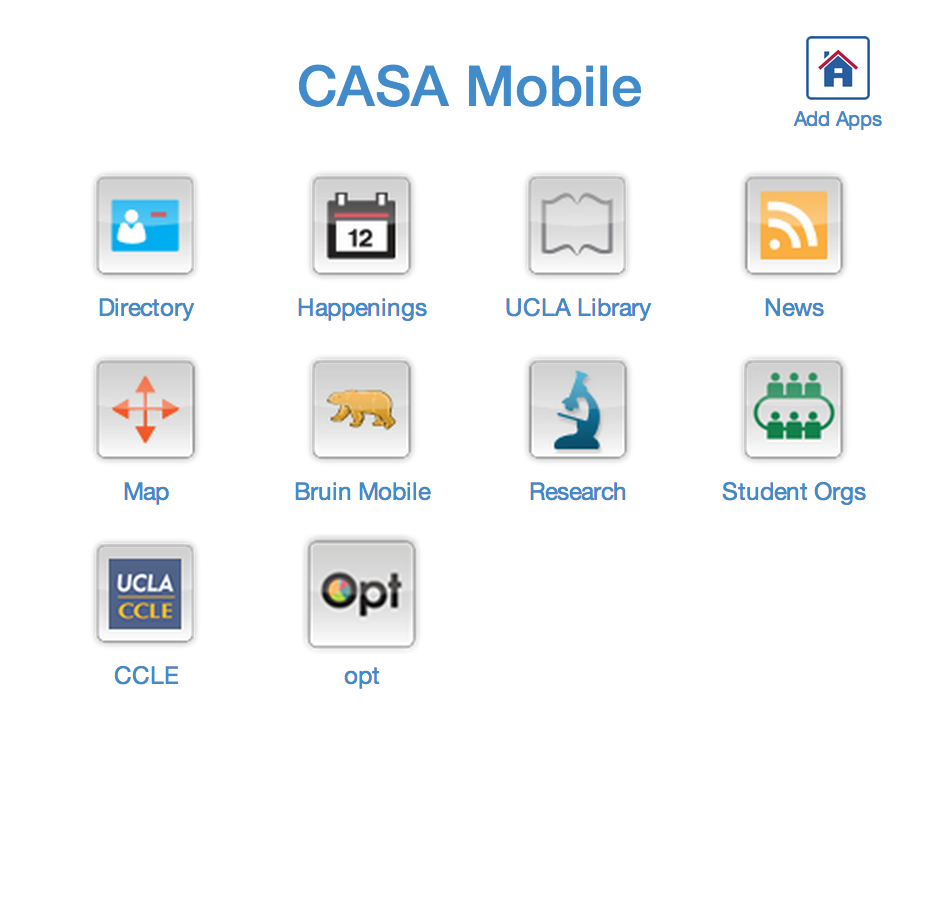 CASA Mobile
Add Apps
12
Directory
Happenings
UCLA Library
News
Map
Bruin Mobile
Research
Student Orgs
UCLA
CCLE
Opt
CCLE
opt